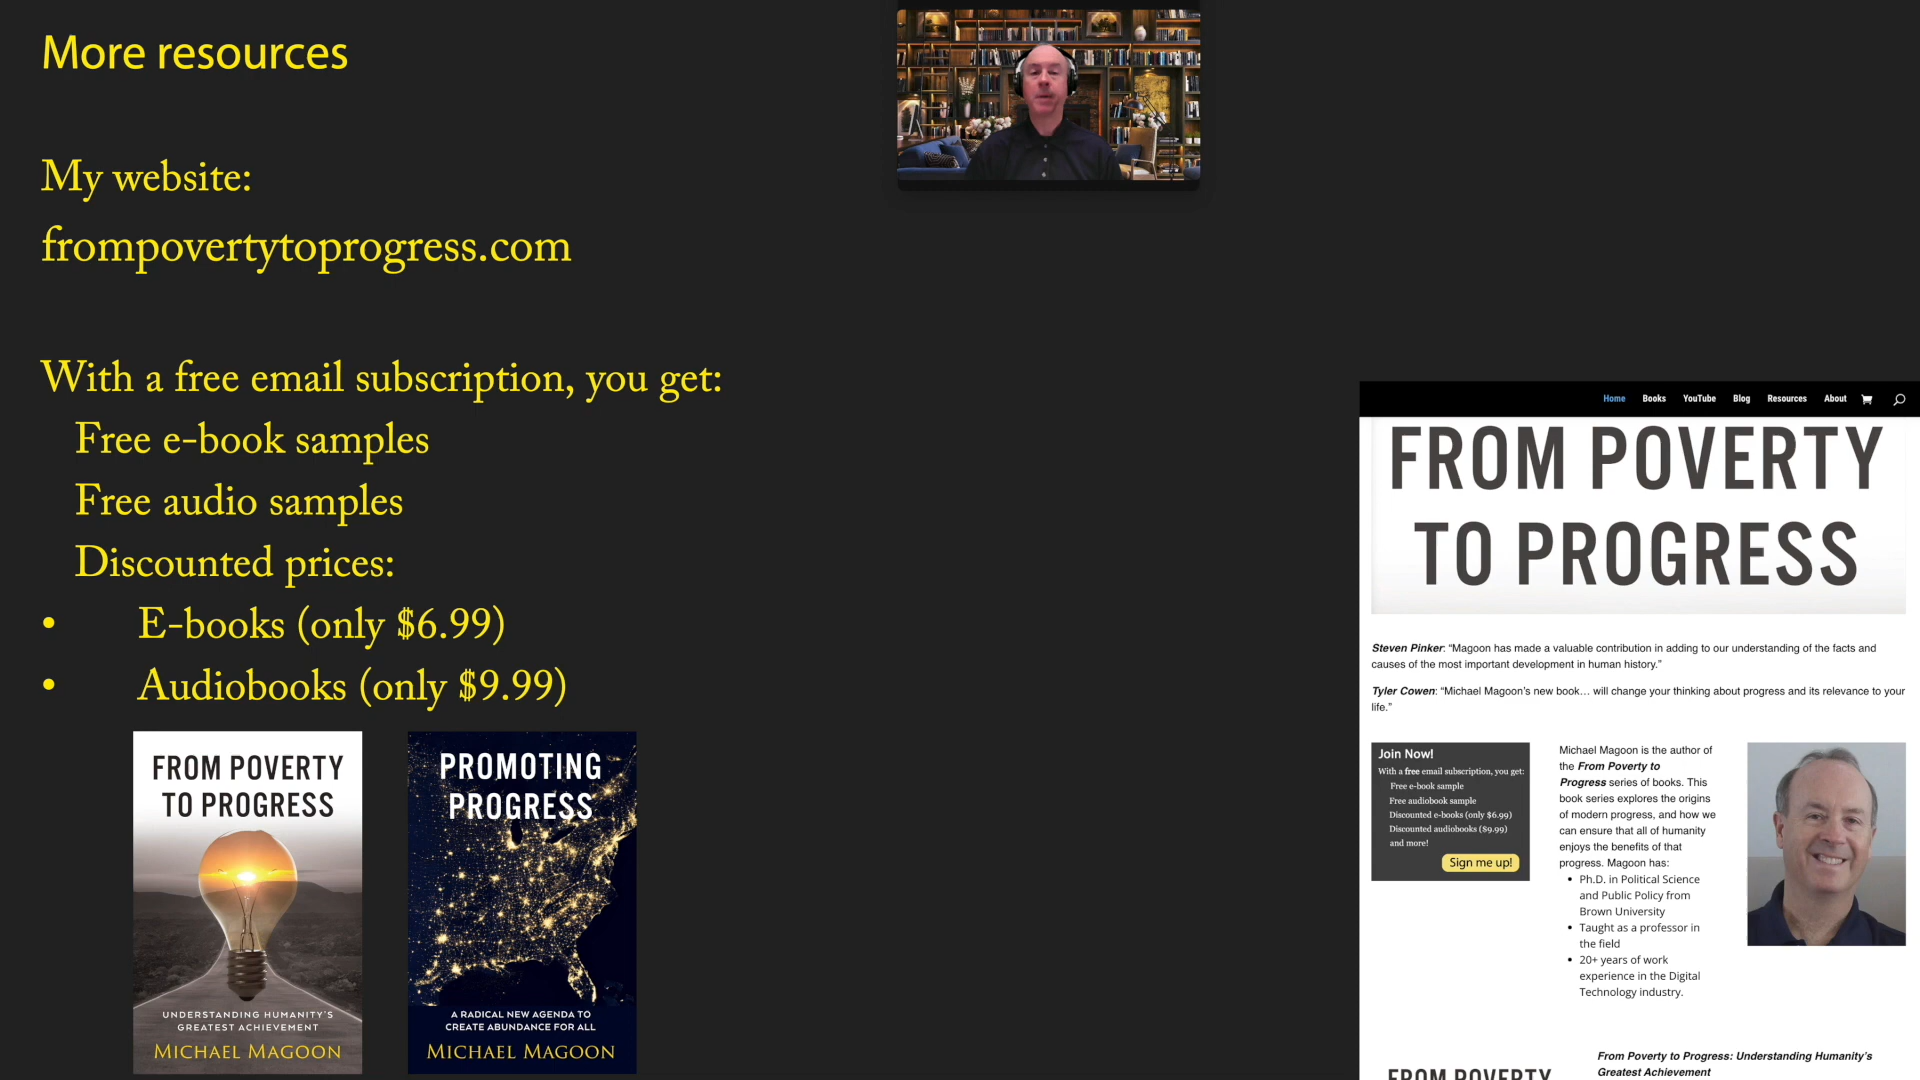 More resources
My website:
frompovertytoprogress.com
With a free email subscription, you get:
Free e-book samples
Free audio samples
Discounted prices:
• E-books (only $6.99)
• Audiobooks (only $9.99)
FROM POVERTY
TO PROGRESS
UNDERSTANDING HUMANITY'S
GREATEST ACHIEVEMENT
MICHAEL MAGOON
PROMOTING
PROGRESS
A RADICAL NEW AGENDA TO
CREATE ABUNDANCE FOR ALL
MICHAEL MAGOON
Home Books YouTube Blog Resources About
FROM POVERTY
TO PROGRESS
Steven Pinker: “Magoon has made a valuable contribution in adding to our understanding of the facts and
causes of the most important development in human history.”
Tyler Cowen: “Michael Magoon’s new book… will change your thinking about progress and its relevance to your
life.”
Join Now!
With a free email subscription, you get:
Free e-book sample
Free audiobook sample
Discounted e-books (only $6.99)
Discounted audiobooks ($9.99)
and more!
Sign me up!
Michael Magoon is the author of
the From Poverty to
Progress series of books. This
book series explores the origins
of modern progress, and how we
can ensure that all of humanity
enjoys the benefits of that
progress. Magoon has:
• Ph.D. in Political Science
and Public Policy from
Brown University
• Taught as a professor in
the field
• 20+ years of work
experience in the Digital
Technology industry.
From Poverty to Progress: Understanding Humanity’s
Greatest Achievement
FROM POVERTY